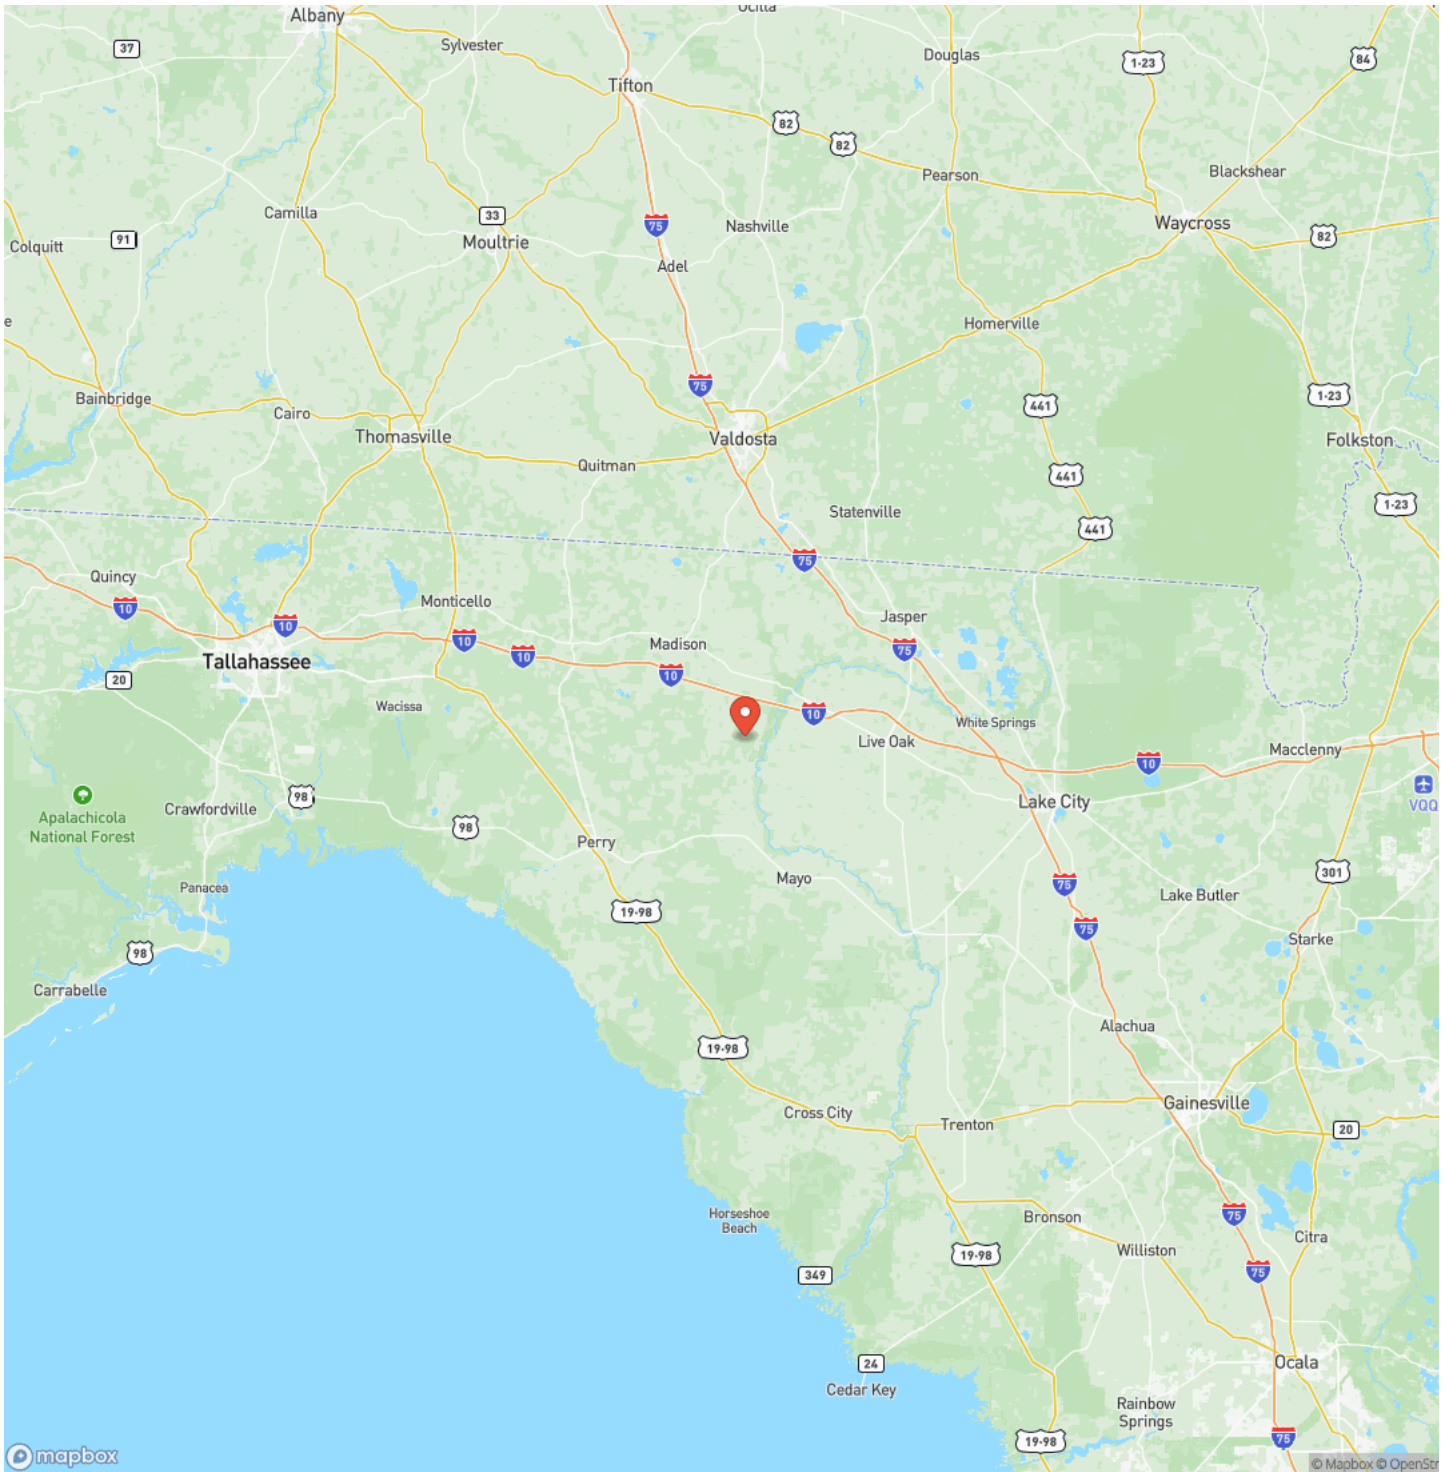 Albany
Ocilla
37
Sylvester
Douglas
1-23
84
Tifton
82
82
Pearson
Blackshear
Camilla
33
Nashville
Waycross
75
91
Colquitt
Moultrie
82
Adel
e
Homerville
75
Bainbridge
Cairo
441
1-23
Thomasville
Valdosta
Folkston
Quitman
441
1-23
Statenville
441
75
Quincy
10
Monticello
Jasper
10
10
Madison
75
10
Tallahassee
10
20
Wacissa
White Springs
10
Live Oak
Macclenny
10
98
Apalachicola
National Forest
Crawfordville
Lake City
VQQ
98
Perry
301
Panacea
Mayo
75
Lake Butler
19-98
75
Starke
98
Carrabelle
Alachua
19-98
Gainesville
Cross City
Trenton
20
Horseshoe
Beach
Bronson
75
Citra
Williston
19-98
349
75
24
Ocala
Cedar Key
Rainbow
Springs
19-98
75
mapbox
© Mapbox © OpenStr